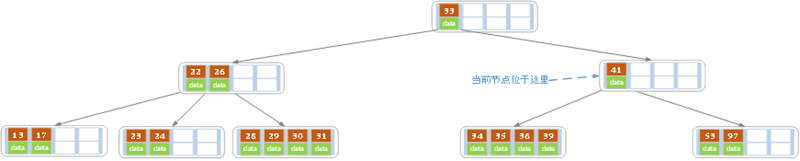 33
data
22 26
data data
当前节点位于这里
41
data
13 17
data data
23 24
data data
28 29 30 31
data data data data
34 35 36 39
data data data data
53 97
data data